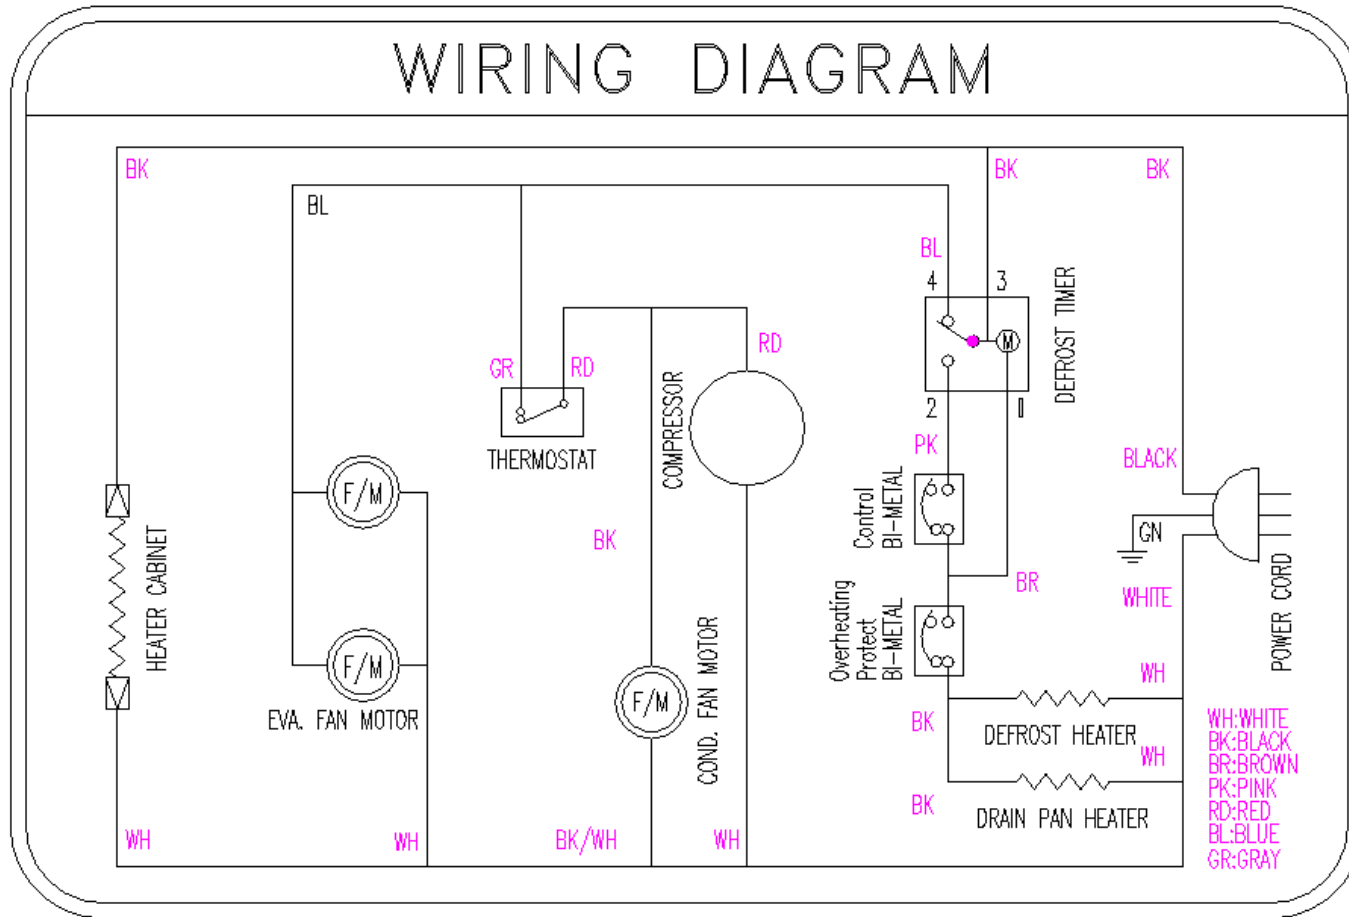 WIRING DIAGRAM
BK
BK
BK
BL
BL
4
3
DEFROST TIMER
M
2
1
GR
RD
THERMOSTAT
RD
COMPRESSOR
PK
BLACK
F/M
HEATER CABINET
BK
Control
BI-METAL
GN
BR
WHITE
POWER CORD
F/M
EVA. FAN MOTOR
F/M
COND. FAN MOTOR
Overheating
Protect
BI-METAL
WH
BK
DEFROST HEATER
WH
BK
DRAIN PAN HEATER
WH
WH
BK/WH
WH
WH:WHITE
BK:BLACK
BR:BROWN
PK:PINK
RD:RED
BL:BLUE
GR:GRAY